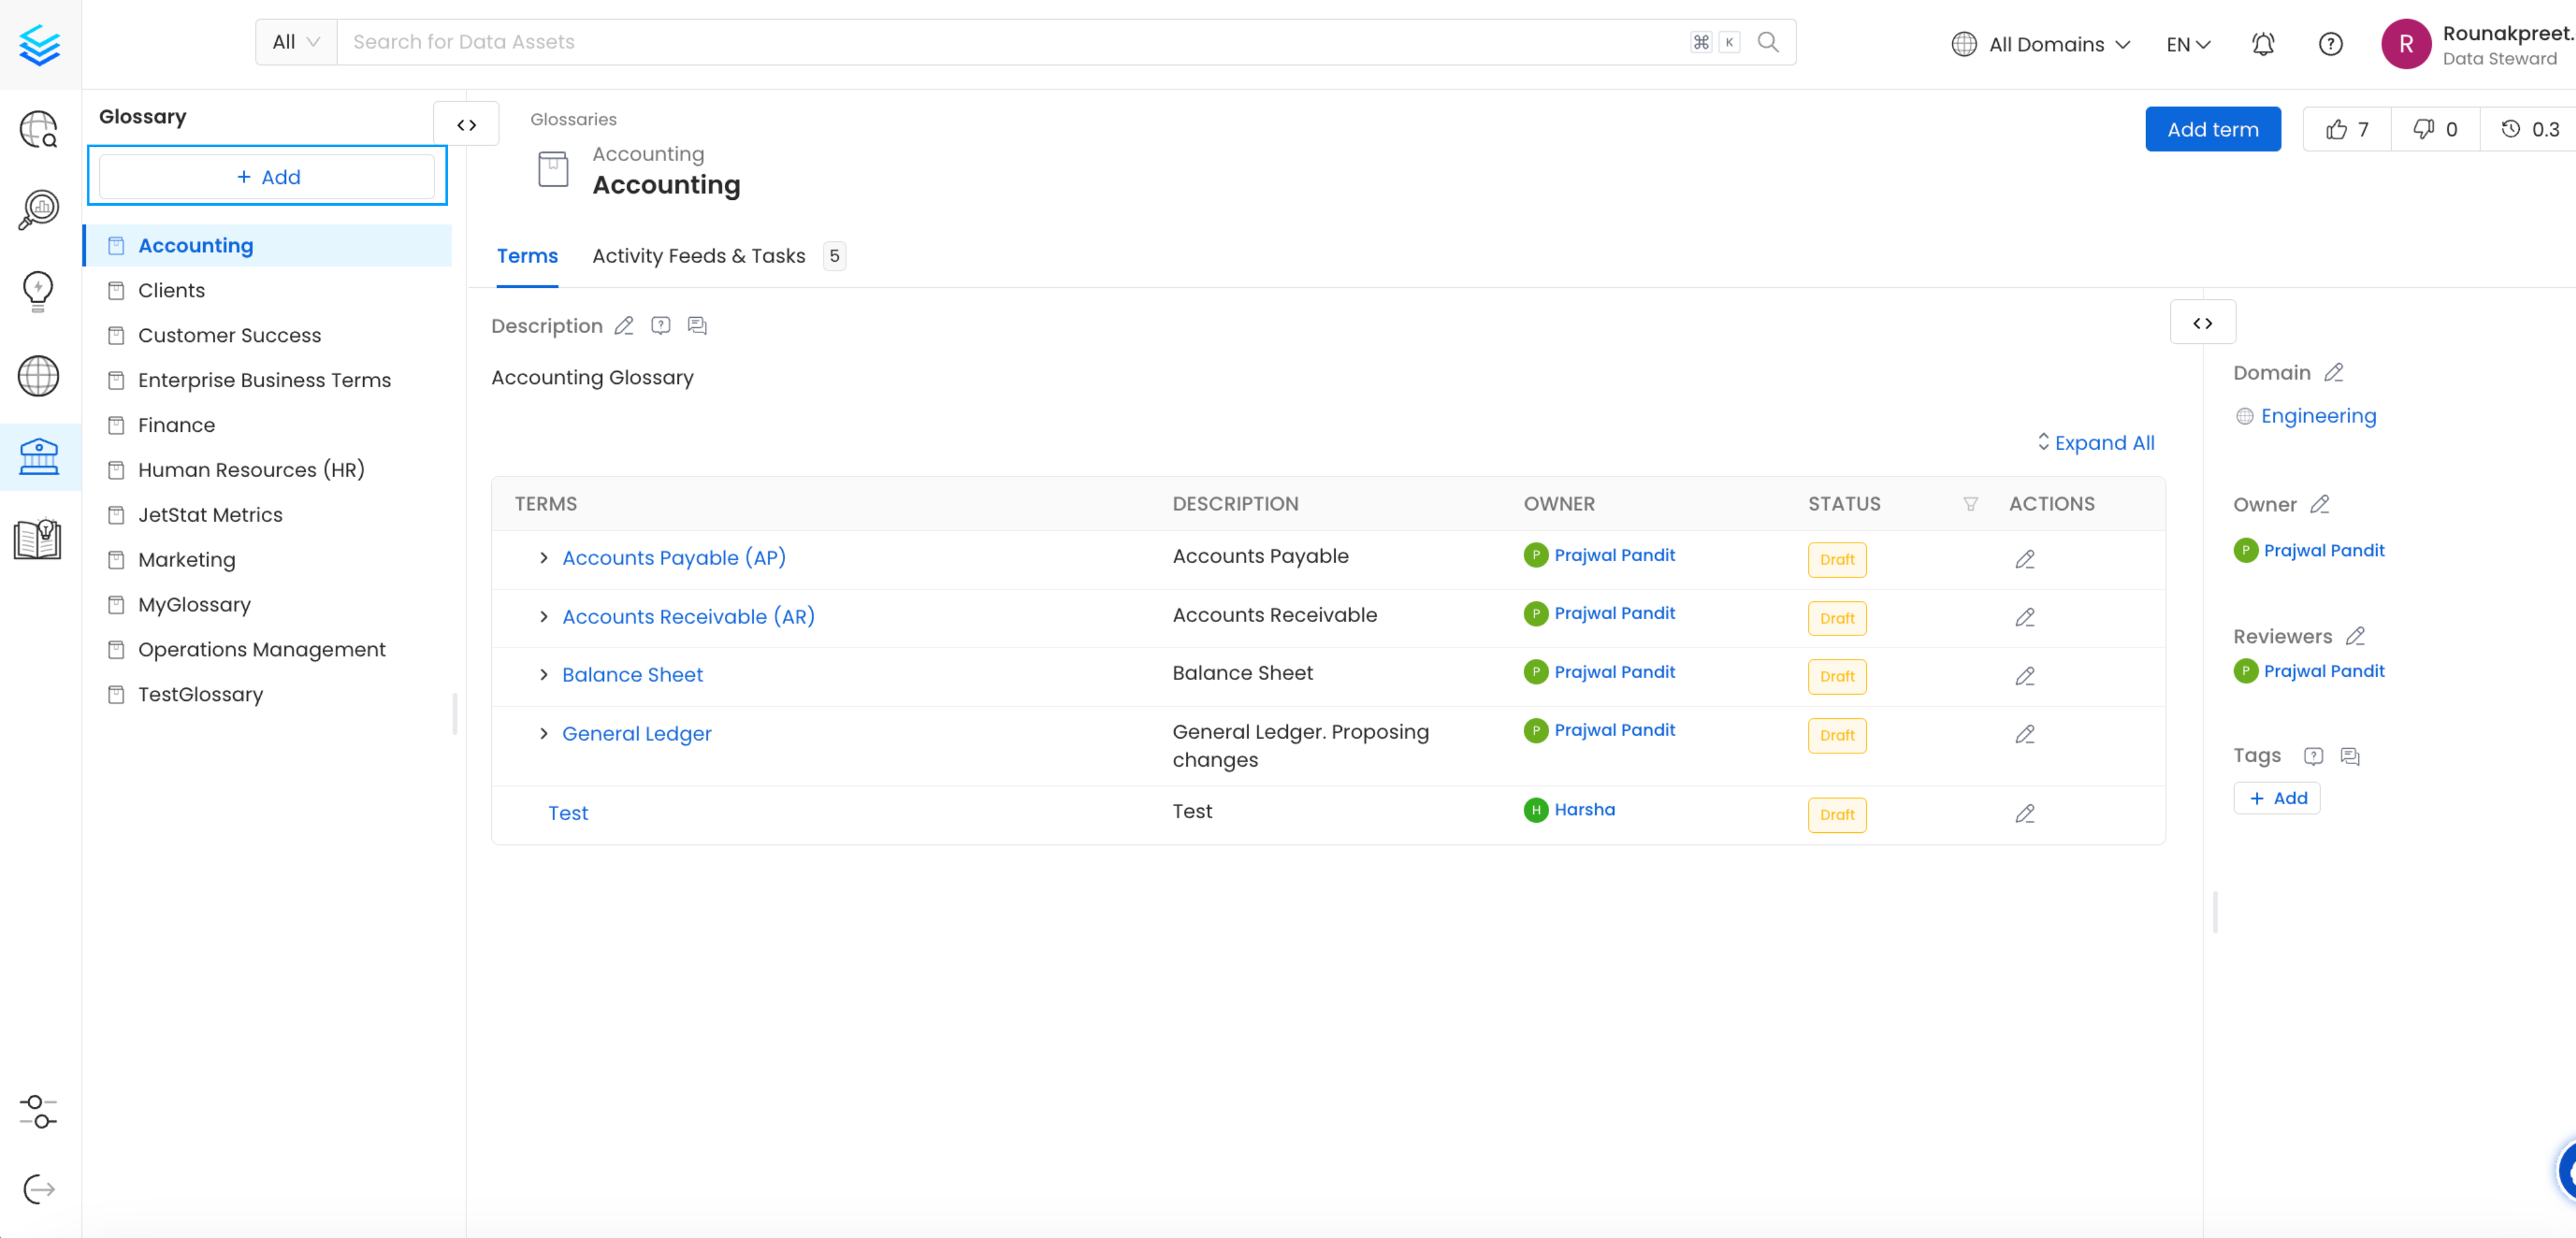 All Search for Data Assets ⌘ K All Domains EN R Rounakpreet.
Data Steward
Glossary
+ Add
Accounting
Clients
Customer Success
Enterprise Business Terms
Finance
Human Resources (HR)
JetStat Metrics
Marketing
MyGlossary
Operations Management
TestGlossary
Glossaries
Accounting
Accounting
Add term 7 0 0.3
Terms Activity Feeds & Tasks 5
Description
Accounting Glossary
Expand All
TERMS DESCRIPTION OWNER STATUS ACTIONS
Accounts Payable (AP) Accounts Payable P Prajwal Pandit Draft
Accounts Receivable (AR) Accounts Receivable P Prajwal Pandit Draft
Balance Sheet Balance Sheet P Prajwal Pandit Draft
General Ledger General Ledger. Proposing P Prajwal Pandit Draft
changes
Test Test H Harsha Draft
Domain
Engineering
Owner
P Prajwal Pandit
Reviewers
P Prajwal Pandit
Tags
+ Add